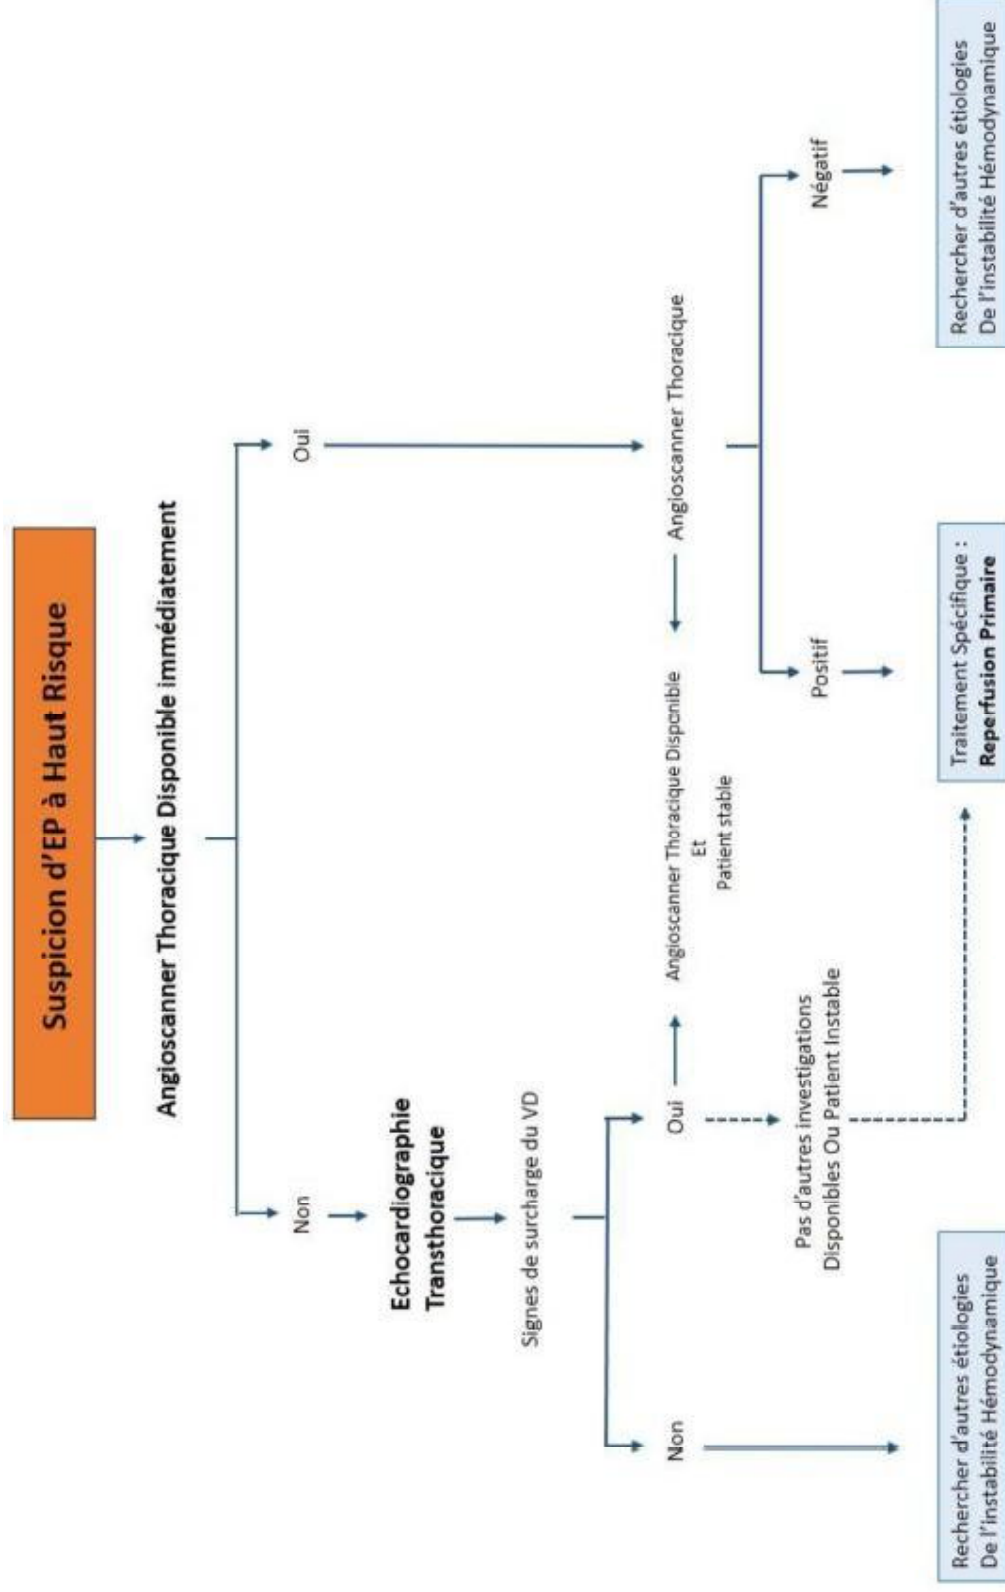 Suspicion d'EP à Haut Risque
Angioscanner Thoracique Disponible immédiatement
Non
Oui
Echocardiographie
Transthoracique
Signes de surcharge du VD
Non
Oui
Angioscanner Thoracique Disponible
Et
Patient stable
Angioscanner Thoracique
Pas d'autres investigations
Disponibles Ou Patient Instable
Positif
Négatif
Rechercher d'autres étiologies
De l'instabilité Hémodynamique
Traitement Spécifique :
Reperfusion Primaire
Rechercher d'autres étiologies
De l'instabilité Hémodynamique